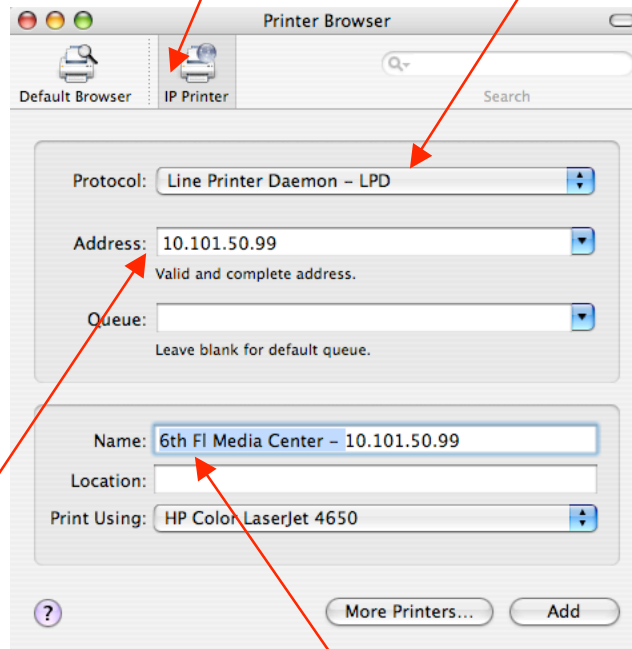 Printer Browser
Default Browser
IP Printer
Search
Protocol: Line Printer Daemon – LPD
Address: 10.101.50.99
Valid and complete address.
Queue:
Leave blank for default queue.
Name: 6th Fl Media Center – 10.101.50.99
Location:
Print Using: HP Color LaserJet 4650
? More Printers... Add